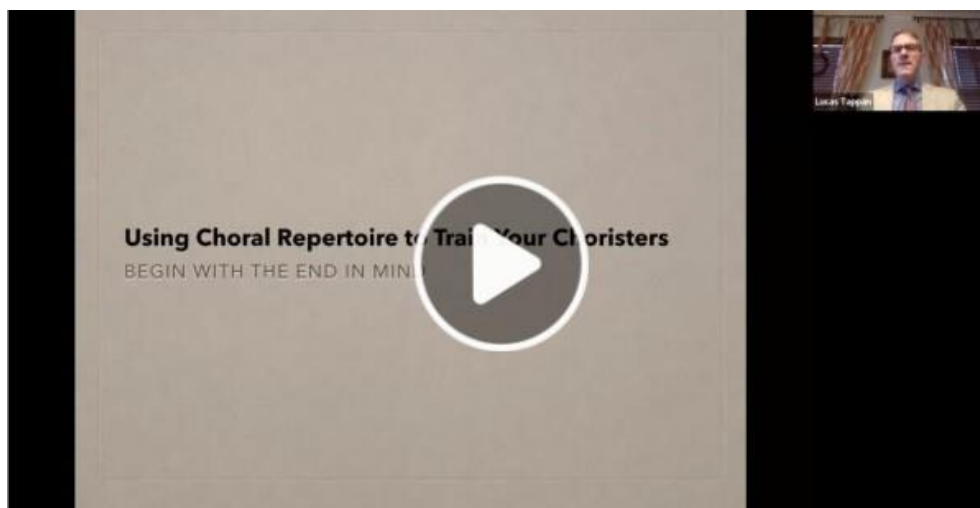 Using Choral Repertoire to Train Your Choristers
BEGIN WITH THE END IN MIND
Lucas Tappan